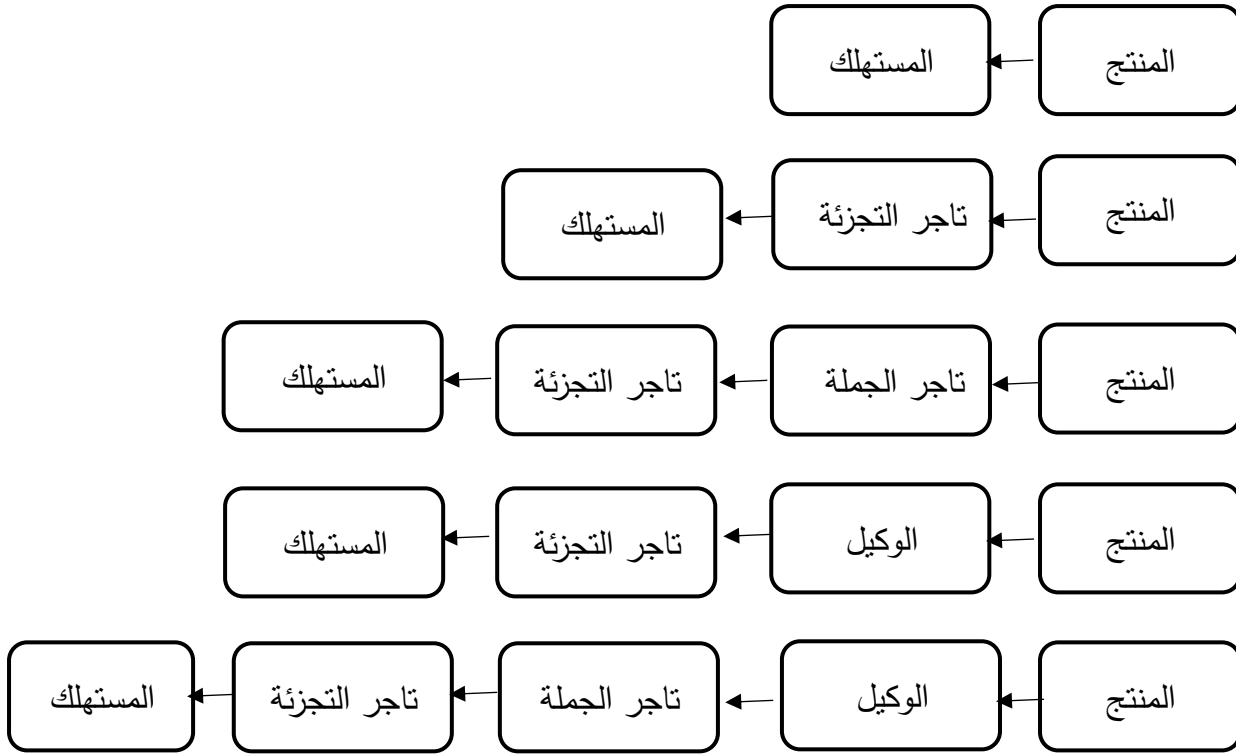 المنتج المستهلك
المنتج تاجر التجزئة المستهلك
المنتج تاجر الجملة تاجر التجزئة المستهلك
المنتج الوكيل تاجر التجزئة المستهلك
المنتج الوكيل تاجر الجملة تاجر التجزئة المستهلك